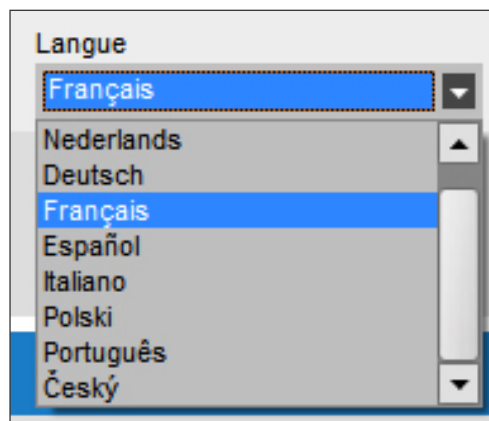 Langue
Français
Nederlands
Deutsch
Français
Español
Italiano
Polski
Português
Český